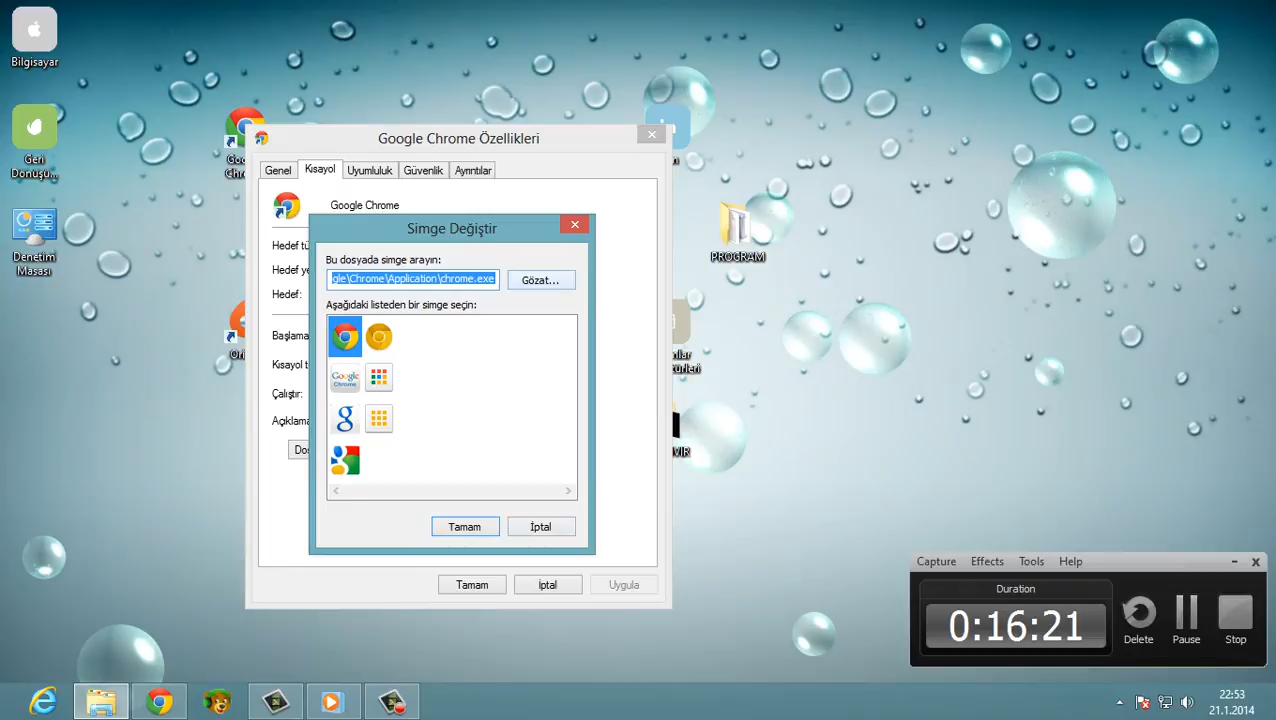 Bilgisayar
Geri
Dönüşü...
Denetim
Masası
Google Chrome Özellikleri
Genel
Kısayol
Uyumluluk
Güvenlik
Ayrıntılar
Google Chrome
Hedef tü
Hedef ye
Hedef:
Başlama
Kısayol t
Çalıştır:
Açıklama
Simge Değiştir
Bu dosyada simge arayın:
gle\Chrome\Application\chrome.exe
Gözat...
Aşağıdaki listeden bir simge seçin:
Google
Chrome
Tamam
İptal
Tamam
İptal
Uygula
PROGRAM
Capture
Effects
Tools
Help
Duration
0:16:21
Delete
Pause
Stop
22:53
21.1.2014